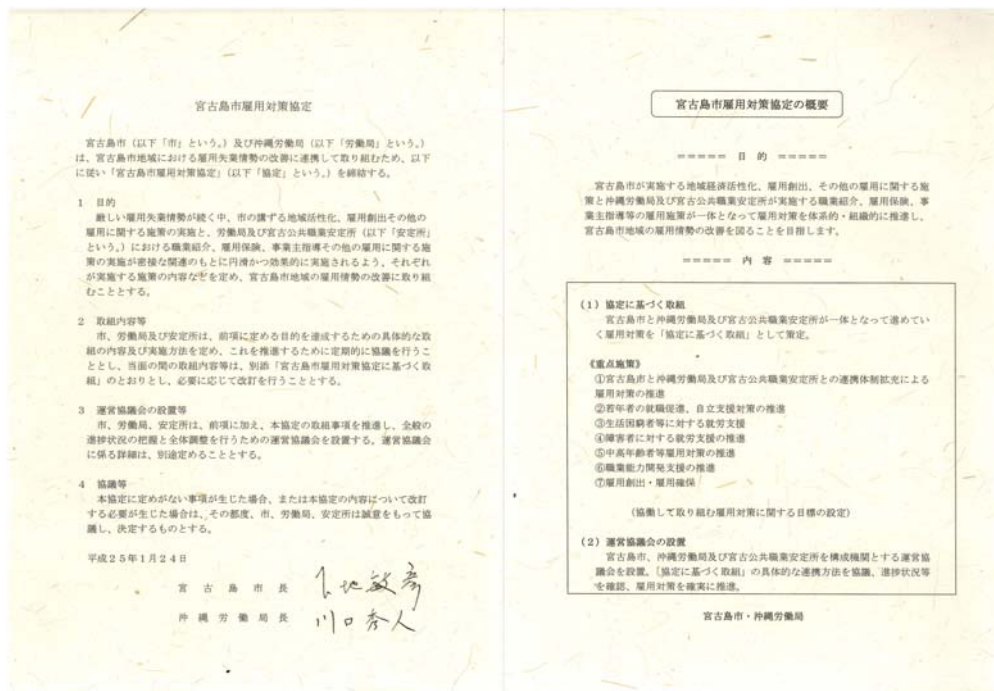 宮古島市雇用対策協定
宮古島市（以下「市」という。）及び沖縄労働局（以下「労働局」という。）
は、宮古島市地域における雇用失業情勢の改善に連携して取り組むため、以下
に従い「宮古島市雇用対策協定」（以下「協定」という。）を締結する。
1 目的
厳しい雇用失業情勢が続く中、市の講ずる地域活性化、雇用創出その他の
雇用に関する施策の実施と、労働局及び宮古公共職業安定所（以下「安定所」
という。）における職業紹介、雇用保険、事業主指導その他の雇用に関する施
策の実施が密接な関連のもとに円滑かつ効果的に実施されるよう、それぞれ
が実施する施策の内容などを定め、宮古島市地域の雇用情勢の改善に取り組
むこととする。
2 取組内容等
市、労働局及び安定所は、前項に定める目的を達成するための具体的な取
組の内容及び実施方法を定め、これを推進するために定期的に協議を行うこ
ととし、当面の間の取組内容等は、別添「宮古島市雇用対策協定に基づく取
組」のとおりとし、必要に応じて改訂を行うこととする。
3 運営協議会の設置等
市、労働局、安定所は、前項に加え、本協定の取組事項を推進し、全般の
進捗状況の把握と全体調整を行うための運営協議会を設置する。運営協議会
に係る詳細は、別途定めることとする。
4 協議等
本協定に定めがない事項が生じた場合、または本協定の内容について改訂
する必要が生じた場合は、その都度、市、労働局、安定所は誠意をもって協
議し、決定するものとする。
平成25年1月24日
宮古島市長 下地敏彦
沖縄労働局長 川口秀人
宮古島市雇用対策協定の概要
===== 目 的 =====
宮古島市が実施する地域経済活性化、雇用創出、その他の雇用に関する施
策と沖縄労働局及び宮古公共職業安定所が実施する職業紹介、雇用保険、事
業主指導等の雇用施策が一体となって雇用対策を体系的・組織的に推進し、
宮古島市地域の雇用情勢の改善を図ることを目指します。
===== 内 容 =====
（1）協定に基づく取組
宮古島市と沖縄労働局及び宮古公共職業安定所が一体となって進めてい
く雇用対策を「協定に基づく取組」として策定。
《重点施策》
①宮古島市と沖縄労働局及び宮古公共職業安定所との連携体制拡充による
雇用対策の推進
②若年者の就職促進、自立支援対策の推進
③生活困窮者等に対する就労支援
④障害者に対する就労支援の推進
⑤中高年齢者等雇用対策の推進
⑥職業能力開発支援の推進
⑦雇用創出・雇用確保
（協働して取り組む雇用対策に関する目標の設定）
（2）運営協議会の設置
宮古島市、沖縄労働局及び宮古公共職業安定所を構成機関とする運営協
議会を設置。「協定に基づく取組」の具体的な連携方法を協議、進捗状況等
を確認、雇用対策を確実に推進。
宮古島市・沖縄労働局